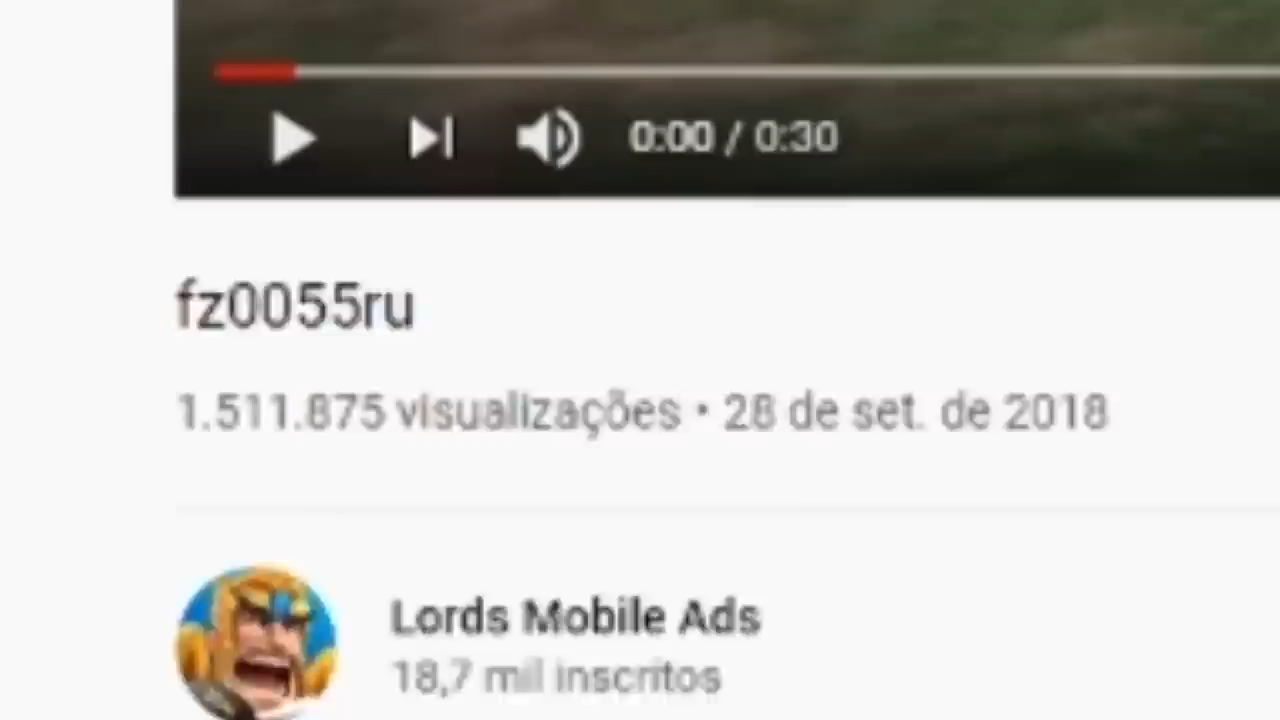 0:00 / 0:30
fz0055ru
1.511.875 visualizações • 28 de set. de 2018
Lords Mobile Ads
18,7 mil inscritos